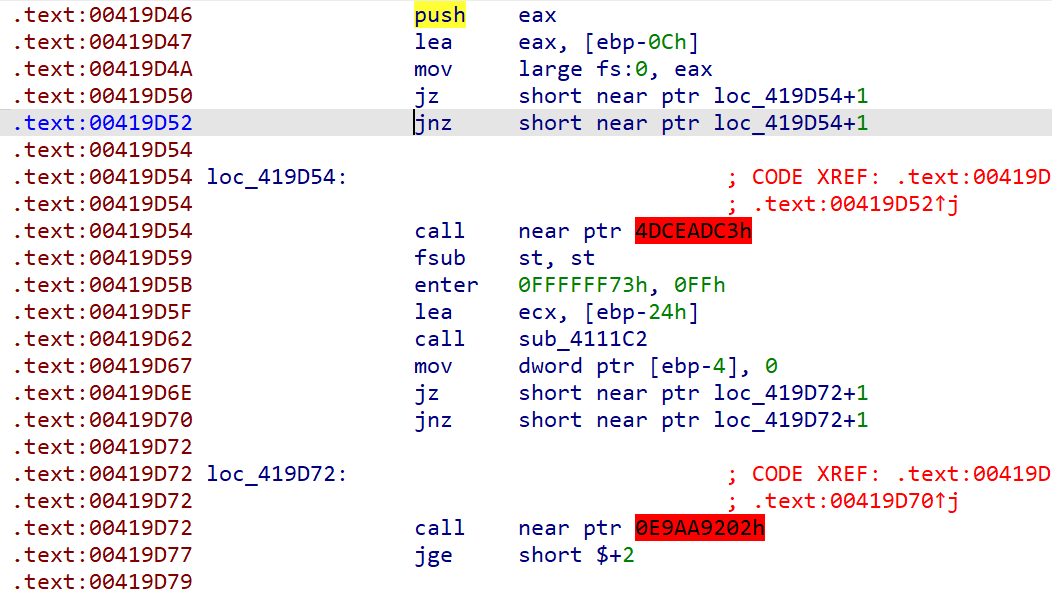 .text:00419D46 push eax
.text:00419D47 lea eax, [ebp-0Ch]
.text:00419D4A mov large fs:0, eax
.text:00419D50 jz short near ptr loc_419D54+1
.text:00419D52 jnz short near ptr loc_419D54+1
.text:00419D54
.text:00419D54 loc_419D54: ; CODE XREF: .text:00419D
.text:00419D54 ; .text:00419D52↑j
.text:00419D54 call near ptr 4DCEADC3h
.text:00419D59 fsub st, st
.text:00419D5B enter 0FFFFFF73h, 0FFh
.text:00419D5F lea ecx, [ebp-24h]
.text:00419D62 call sub_4111C2
.text:00419D67 mov dword ptr [ebp-4], 0
.text:00419D6E jz short near ptr loc_419D72+1
.text:00419D70 jnz short near ptr loc_419D72+1
.text:00419D72
.text:00419D72 loc_419D72: ; CODE XREF: .text:00419D
.text:00419D72 ; .text:00419D70↑j
.text:00419D72 call near ptr 0E9AA9202h
.text:00419D77 jge short $+2
.text:00419D79